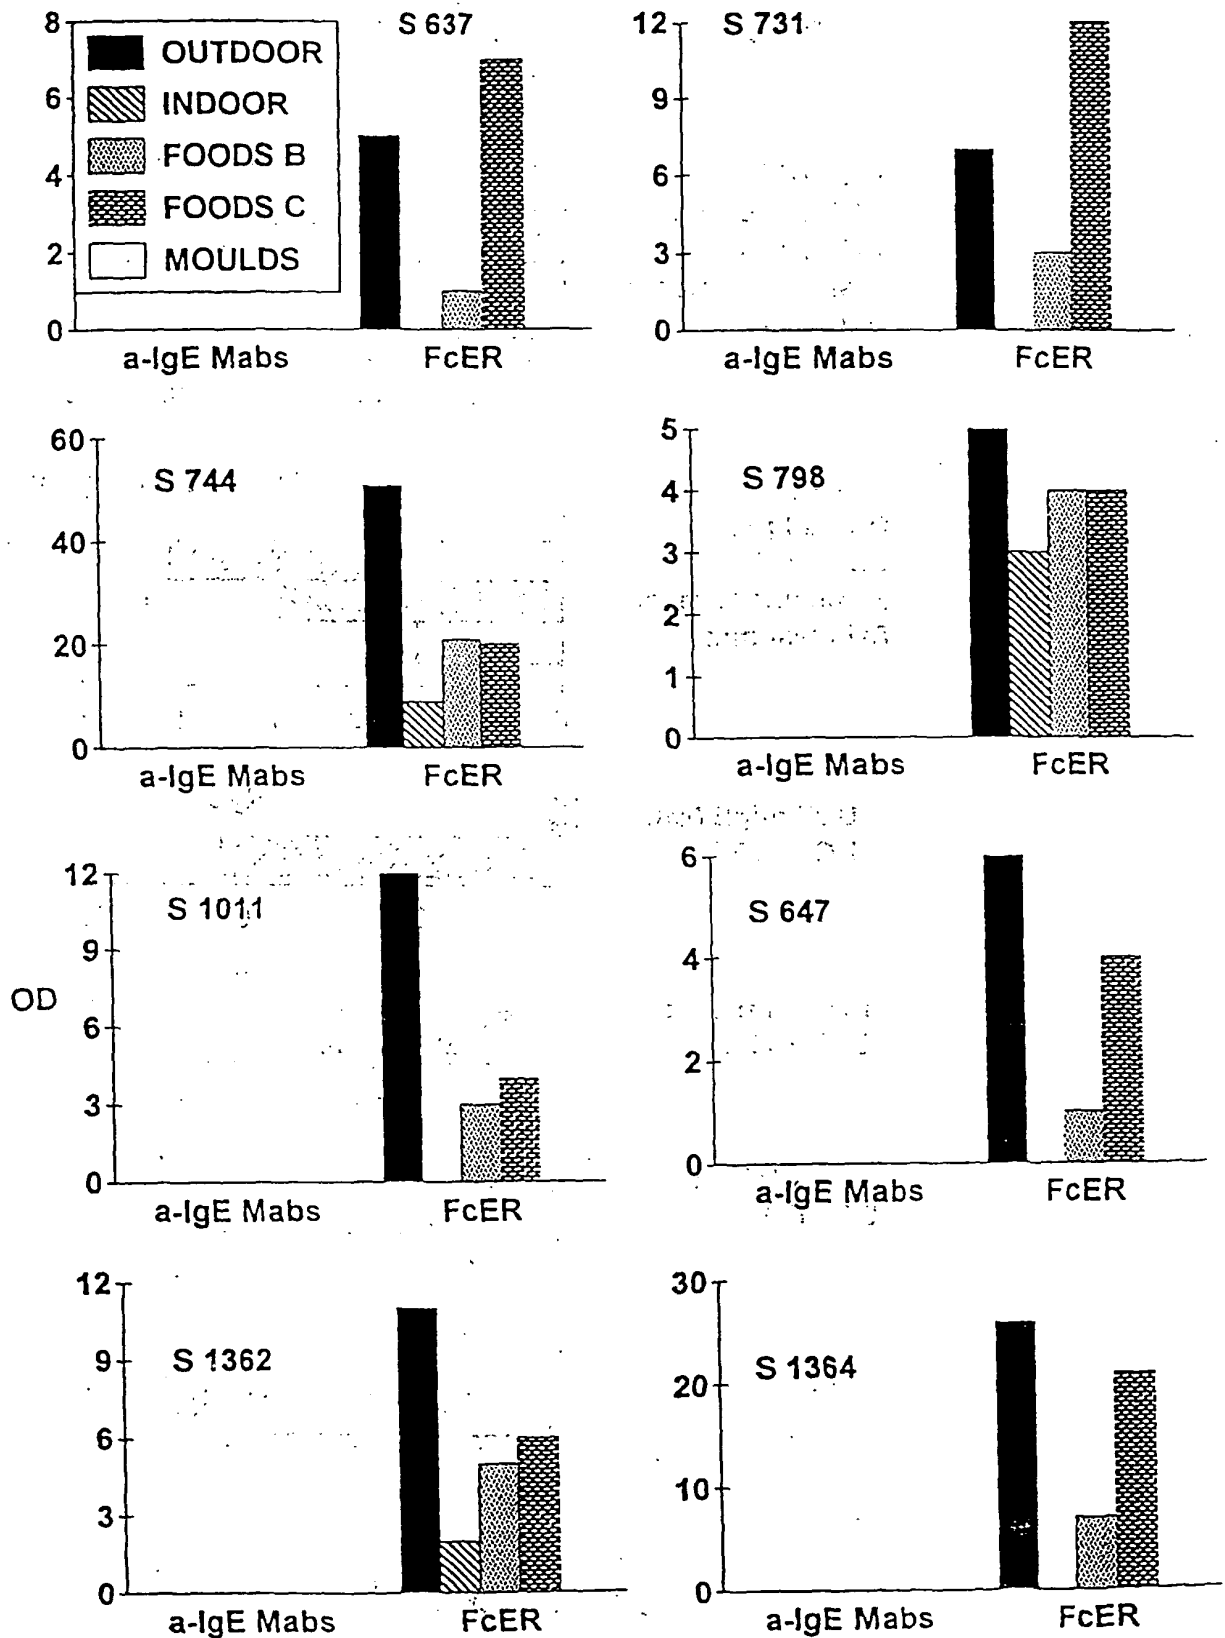 S 637
8
6
4
2
0
OUTDOOR
INDOOR
FOODS B
FOODS C
MOULDS
a-IgE Mabs FcER
S 731
12
9
6
3
0
a-IgE Mabs FcER
S 744
60
40
20
0
a-IgE Mabs FcER
S 798
5
4
3
2
1
0
a-IgE Mabs FcER
OD
S 1011
12
9
6
3
0
a-IgE Mabs FcER
S 647
6
4
2
0
a-IgE Mabs FcER
S 1362
12
9
6
3
0
a-IgE Mabs FcER
S 1364
30
20
10
0
a-IgE Mabs FcER